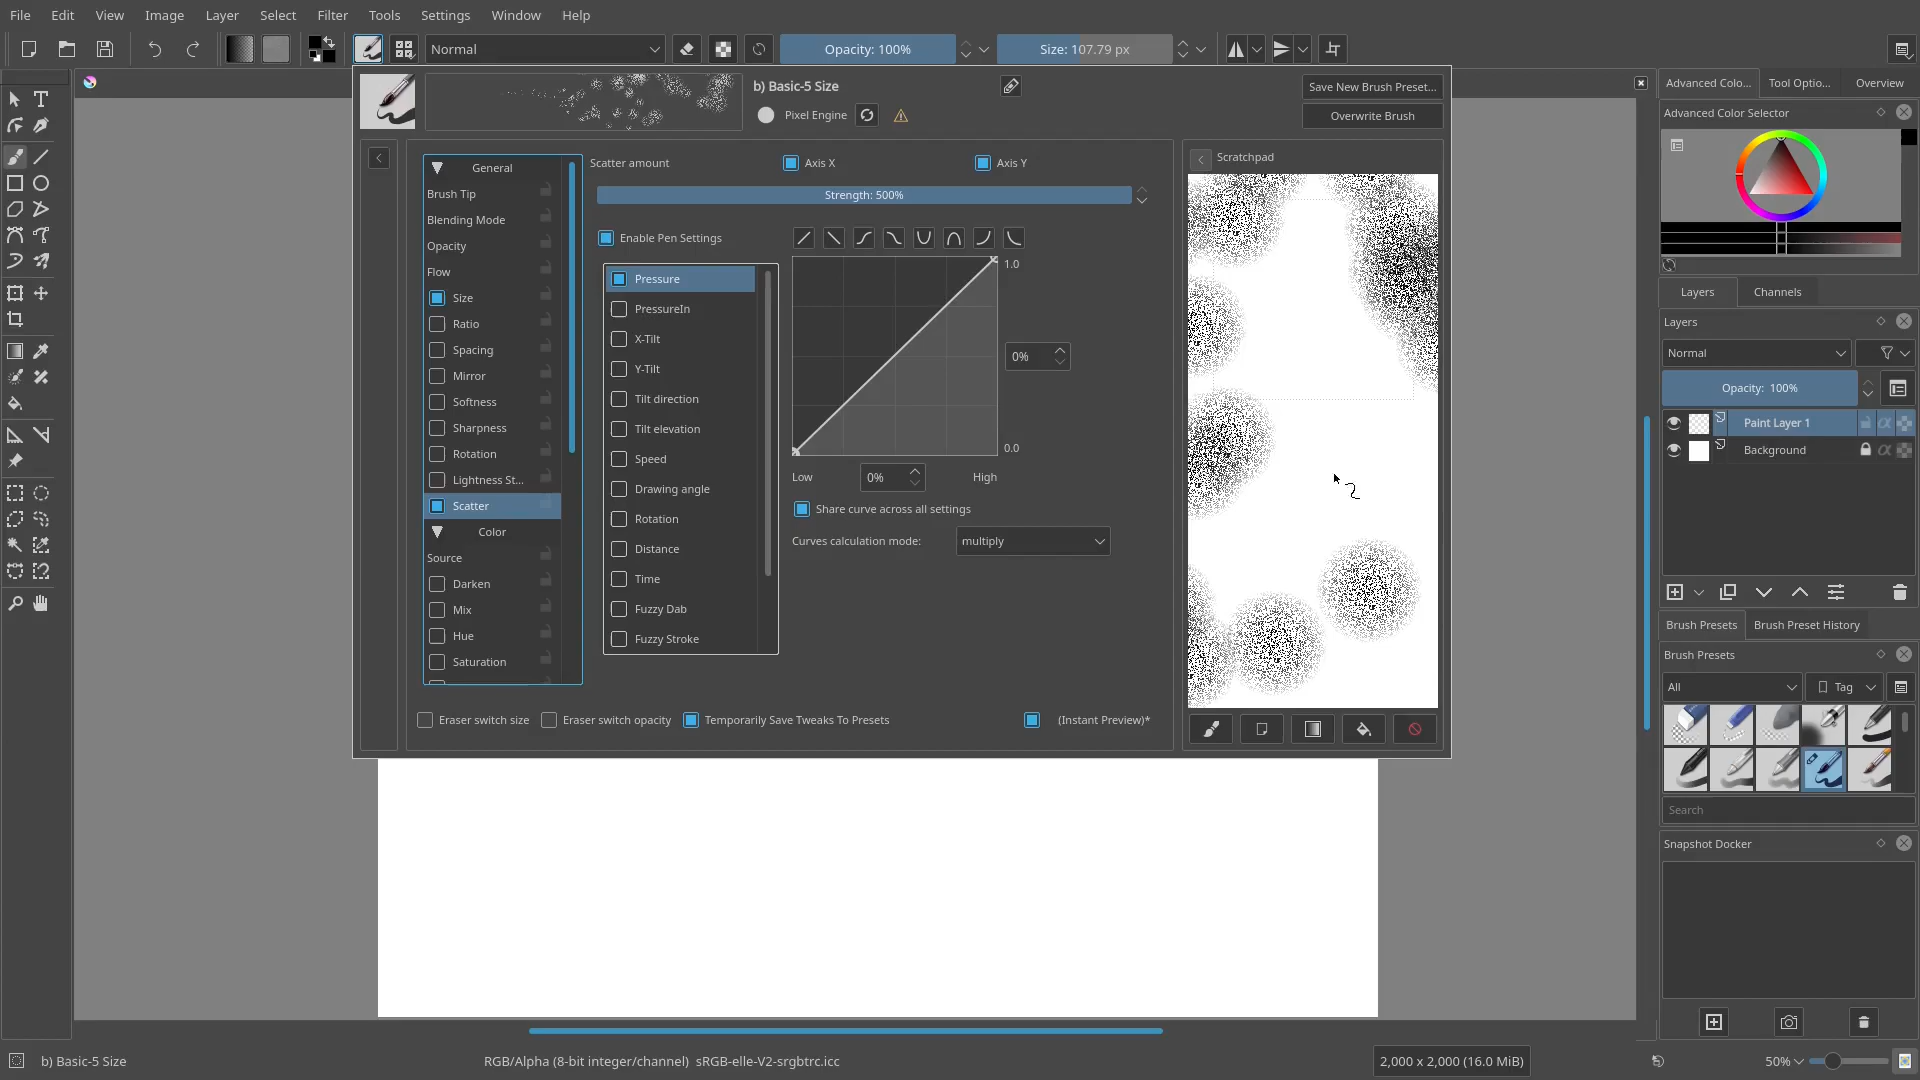 File Edit View Image Layer Select Filter Tools Settings Window Help
Normal Opacity: 100% Size: 107.79 px
b) Basic-5 Size
Pixel Engine
Save New Brush Preset...
Overwrite Brush
General
Brush Tip
Blending Mode
Opacity
Flow
Size
Ratio
Spacing
Mirror
Softness
Sharpness
Rotation
Lightness St...
Scatter
Color
Source
Darken
Mix
Hue
Saturation
Scatter amount Axis X Axis Y
Strength: 500%
Enable Pen Settings
Pressure
PressureIn
X-Tilt
Y-Tilt
Tilt direction
Tilt elevation
Speed
Drawing angle
Rotation
Distance
Time
Fuzzy Dab
Fuzzy Stroke
1.0
0%
0.0
Low 0% High
Share curve across all settings
Curves calculation mode: multiply
Eraser switch size Eraser switch opacity Temporarily Save Tweaks To Presets (Instant Preview)*
Scratchpad
Advanced Colo... Tool Optio... Overview
Advanced Color Selector
Layers Channels
Layers
Normal
Opacity: 100%
Paint Layer 1
Background
Brush Presets Brush Preset History
Brush Presets
All Tag
Search
Snapshot Docker
b) Basic-5 Size RGB/Alpha (8-bit integer/channel) sRGB-elle-V2-srgbtrc.icc 2,000 x 2,000 (16.0 MiB) 50%